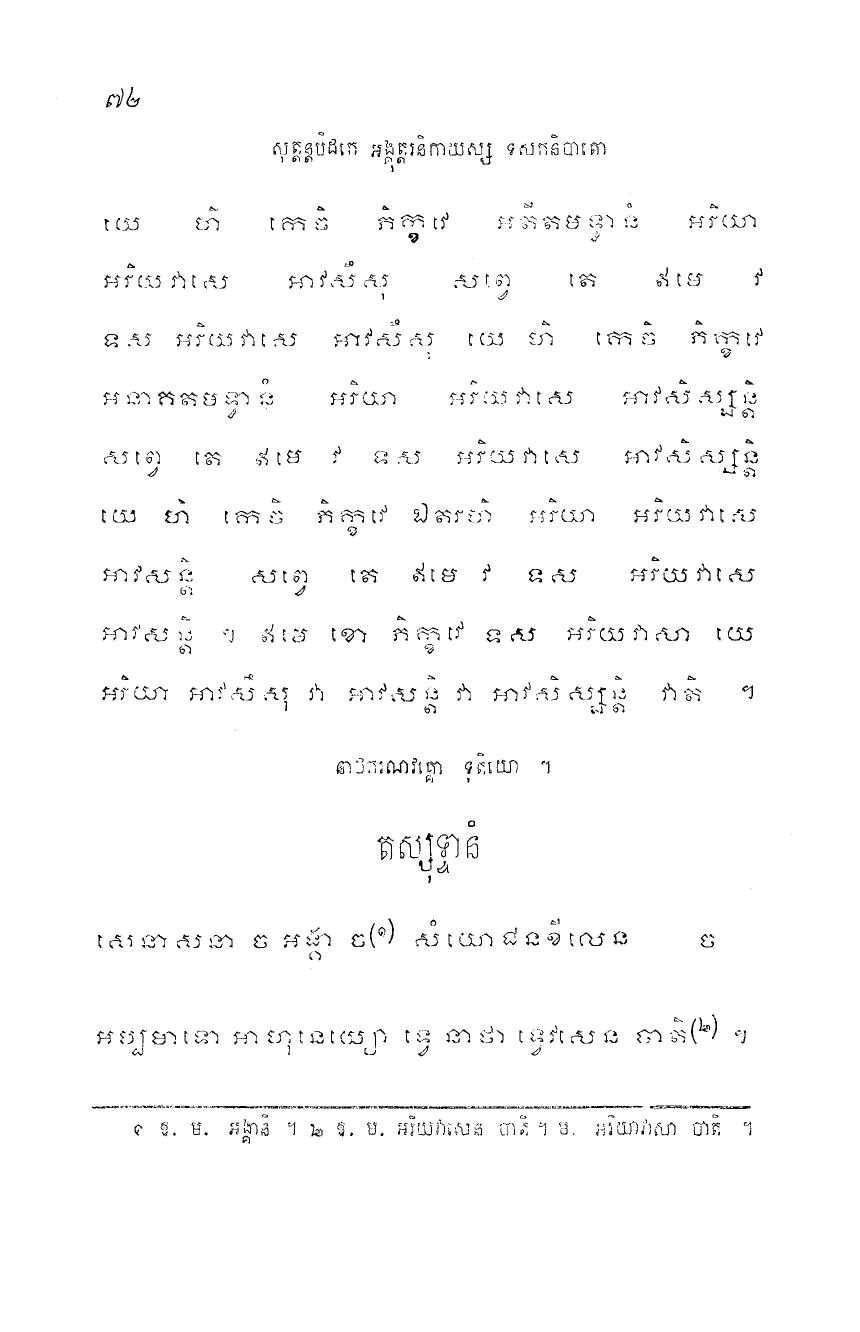 ៧២
សុត្តន្តបិដកេ អង្គុត្តរនិកាយស្ស ទសកនិបាតោ
យេ ហិ កេចិ ភិក្ខវេ អតីតមទ្ធានំ អរិយា
អរិយវាសេ អាវសឹសុ សព្វេ តេ ឥមេ វ
ទស អរិយវាសេ អាវសឹសុ យេ ហិ កេចិ ភិក្ខវេ
អនាគតមទ្ធានំ អរិយា អរិយវាសេ អាវសិស្សន្តិ
សព្វេ តេ ឥមេ វ ទស អរិយវាសេ អាវសិស្សន្តិ
យេ ហិ កេចិ ភិក្ខវេ ឯតរហិ អរិយា អរិយវាសេ
អាវសន្តិ សព្វេ តេ ឥមេ វ ទស អរិយវាសេ
អាវសន្តិ ។ ឥមេ ខោ ភិក្ខវេ ទស អរិយវាសា យេ
អរិយា អាវសឹសុ វា អាវសន្តិ វា អាវសិស្សន្តិ វាតិ ។
នាថករណវគ្គោ ទុតិយោ ។
តស្សុទ្ទានំ
សេនាសនា ច អង្គា ច(១) សំយោជនខីលេន ច
អប្បមាទោ អាហុនេយ្យោ ទ្វេ នាថា ទ្វេវសេន ចាតិ(២) ។
១ ឱ. ម. អង្គានិ ។ ២ ឱ. ម. អរិយវាសេន ចាតិ ។ ម. អរិយាវាសា ចាតិ ។